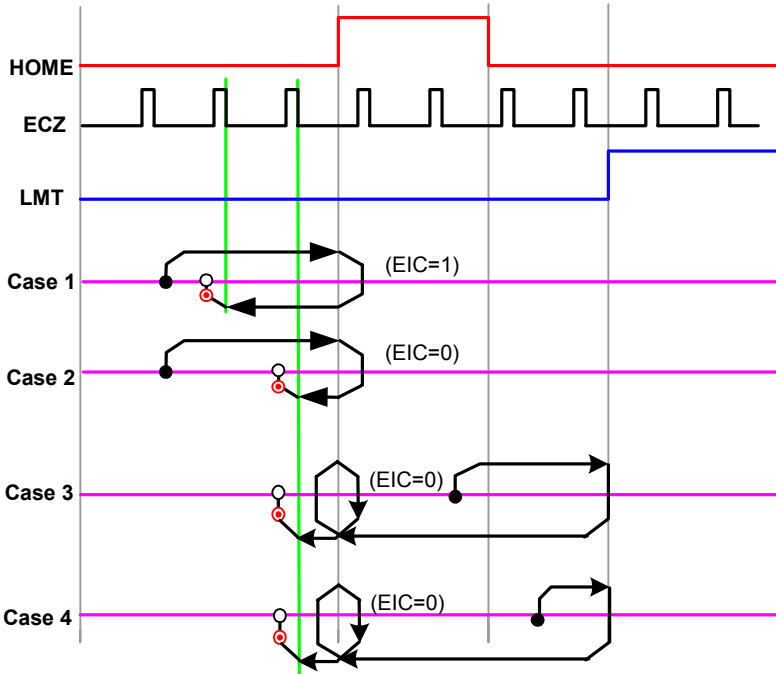 HOME
ECZ
LMT
Case 1
(EIC=1)
Case 2
(EIC=0)
Case 3
(EIC=0)
Case 4
(EIC=0)